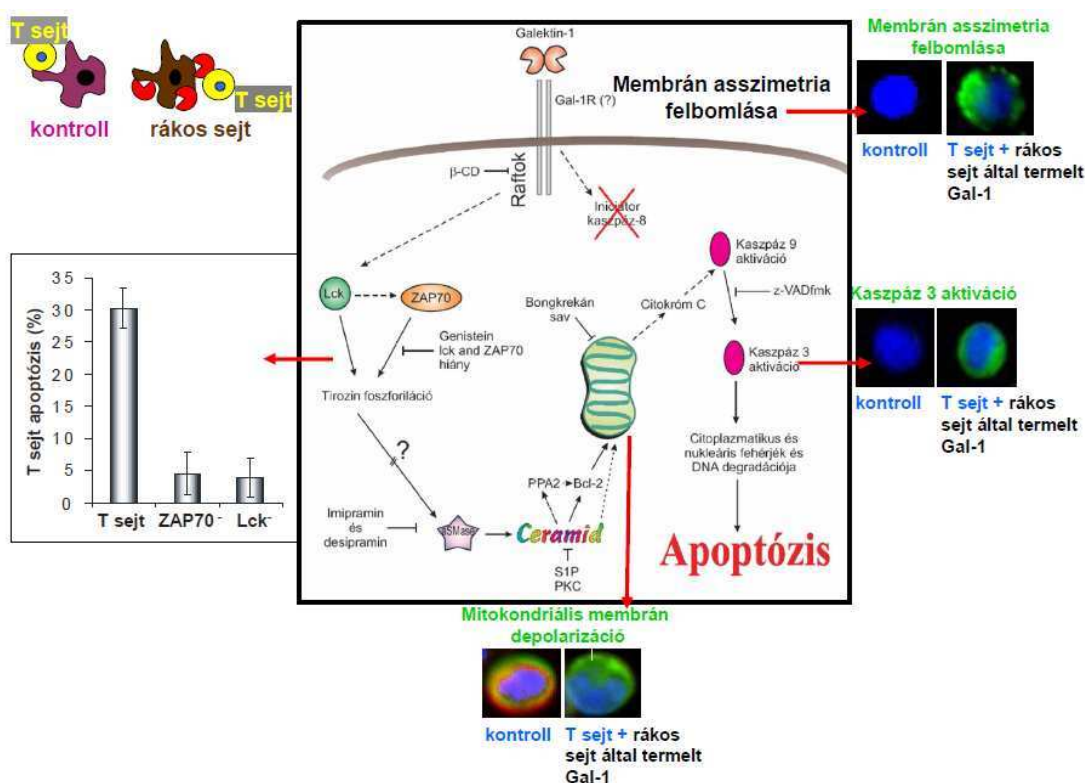 T sejt
T sejt
kontroll
rákos sejt
Galektin-1
Gal-1R (?)
Membrán asszimetria
felbomlása
β-CD
Raftok
Iniciátor
kaszpáz-8
Kaszpáz 9
aktiváció
Lck
ZAP70
Bongkrekán
sav
Citokróm C
z-VADfmk
Genistein
lck and ZAP70
hiány
Kaszpáz 3
aktiváció
Tirozin foszforiláció
?
Citoplazmatikus és
nukleáris fehérjék és
DNA degradációja
PPA2
Bcl-2
Imipramin
és
desipramin
aSMase
Ceramid
S1P
PKC
Apoptózis
Membrán asszimetria
felbomlása
kontroll
T sejt + rákos
sejt által termelt
Gal-1
Kaszpáz 3 aktiváció
kontroll
T sejt + rákos
sejt által termelt
Gal-1
T sejt apoptózis (%)
35
30
25
20
15
10
5
0
T sejt
ZAP70-
Lck-
Mitokondriális membrán
depolarizáció
kontroll
T sejt + rákos
sejt által termelt
Gal-1